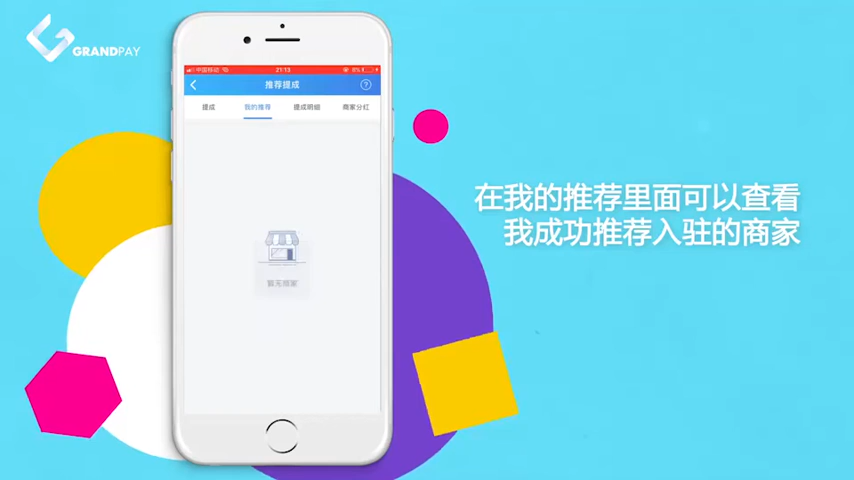 GRANDPAY
中国移动
21:13
8%
推荐提成
?
提成 我的推荐 提成明细 商家分红
暂无商家
在我的推荐里面可以查看
我成功推荐入驻的商家